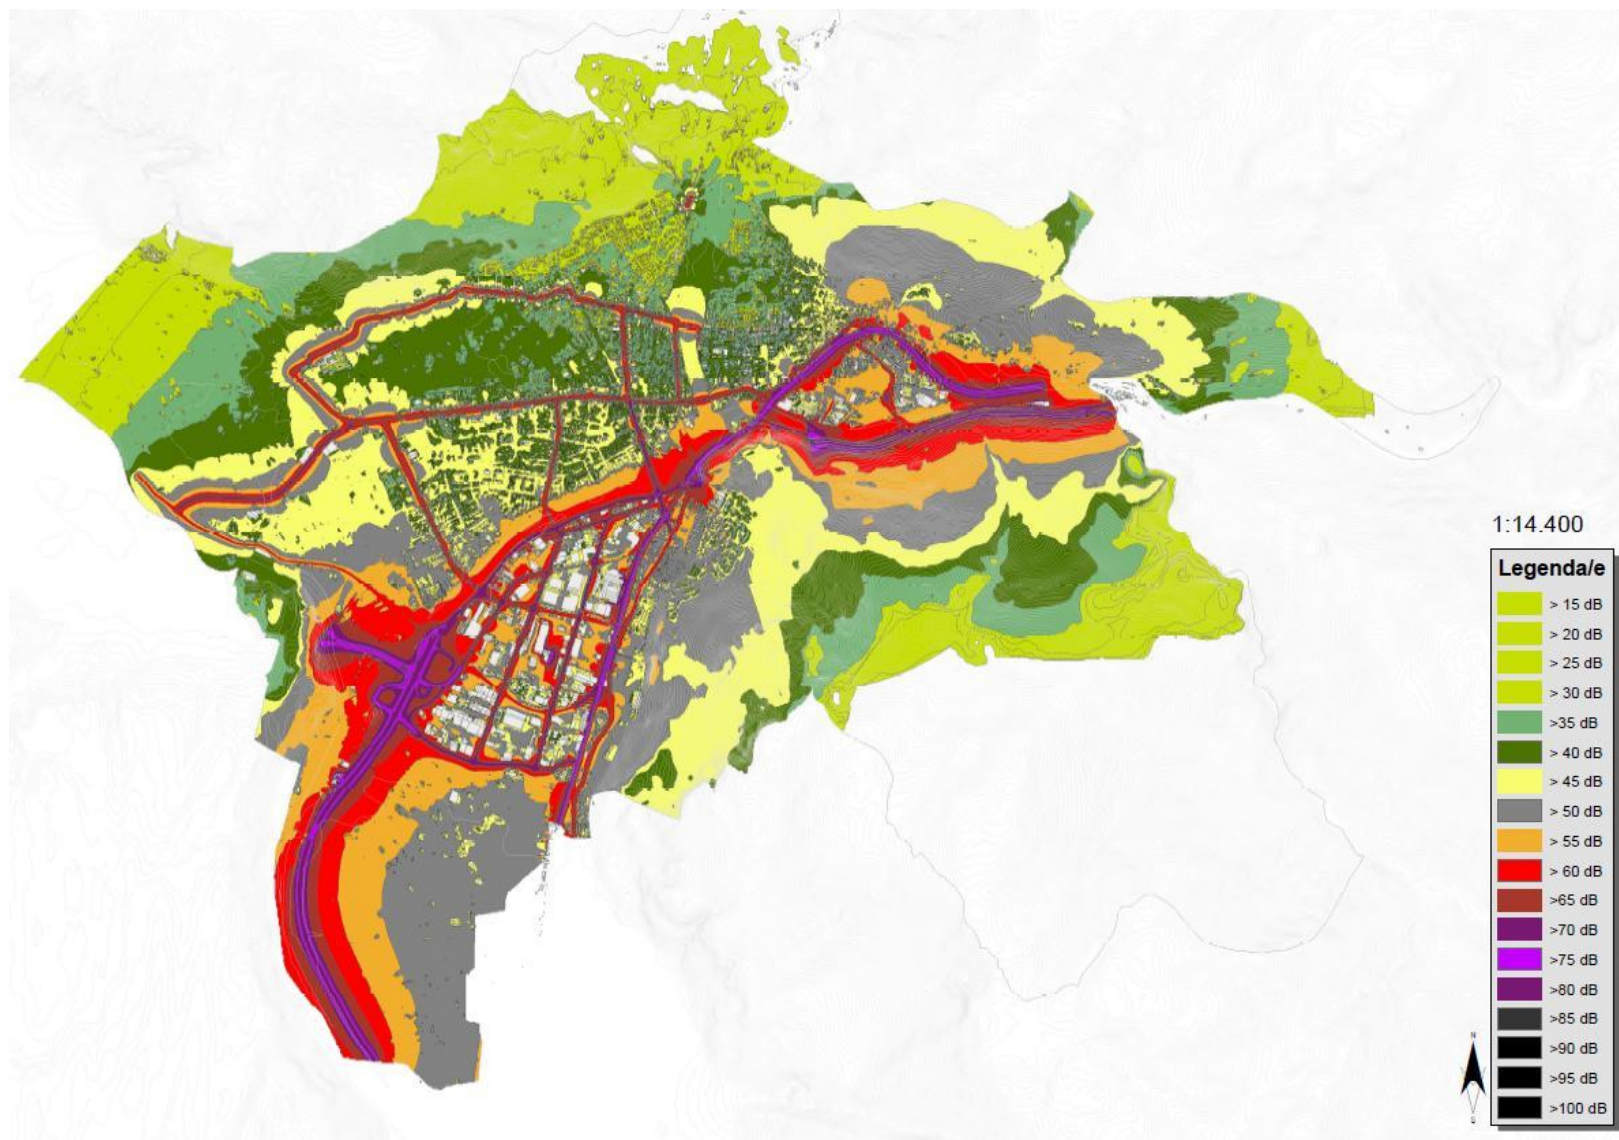 1:14.400
Legenda/e
> 15 dB
> 20 dB
> 25 dB
> 30 dB
>35 dB
> 40 dB
> 45 dB
> 50 dB
> 55 dB
> 60 dB
>65 dB
>70 dB
>75 dB
>80 dB
>85 dB
>90 dB
>95 dB
>100 dB
N
S